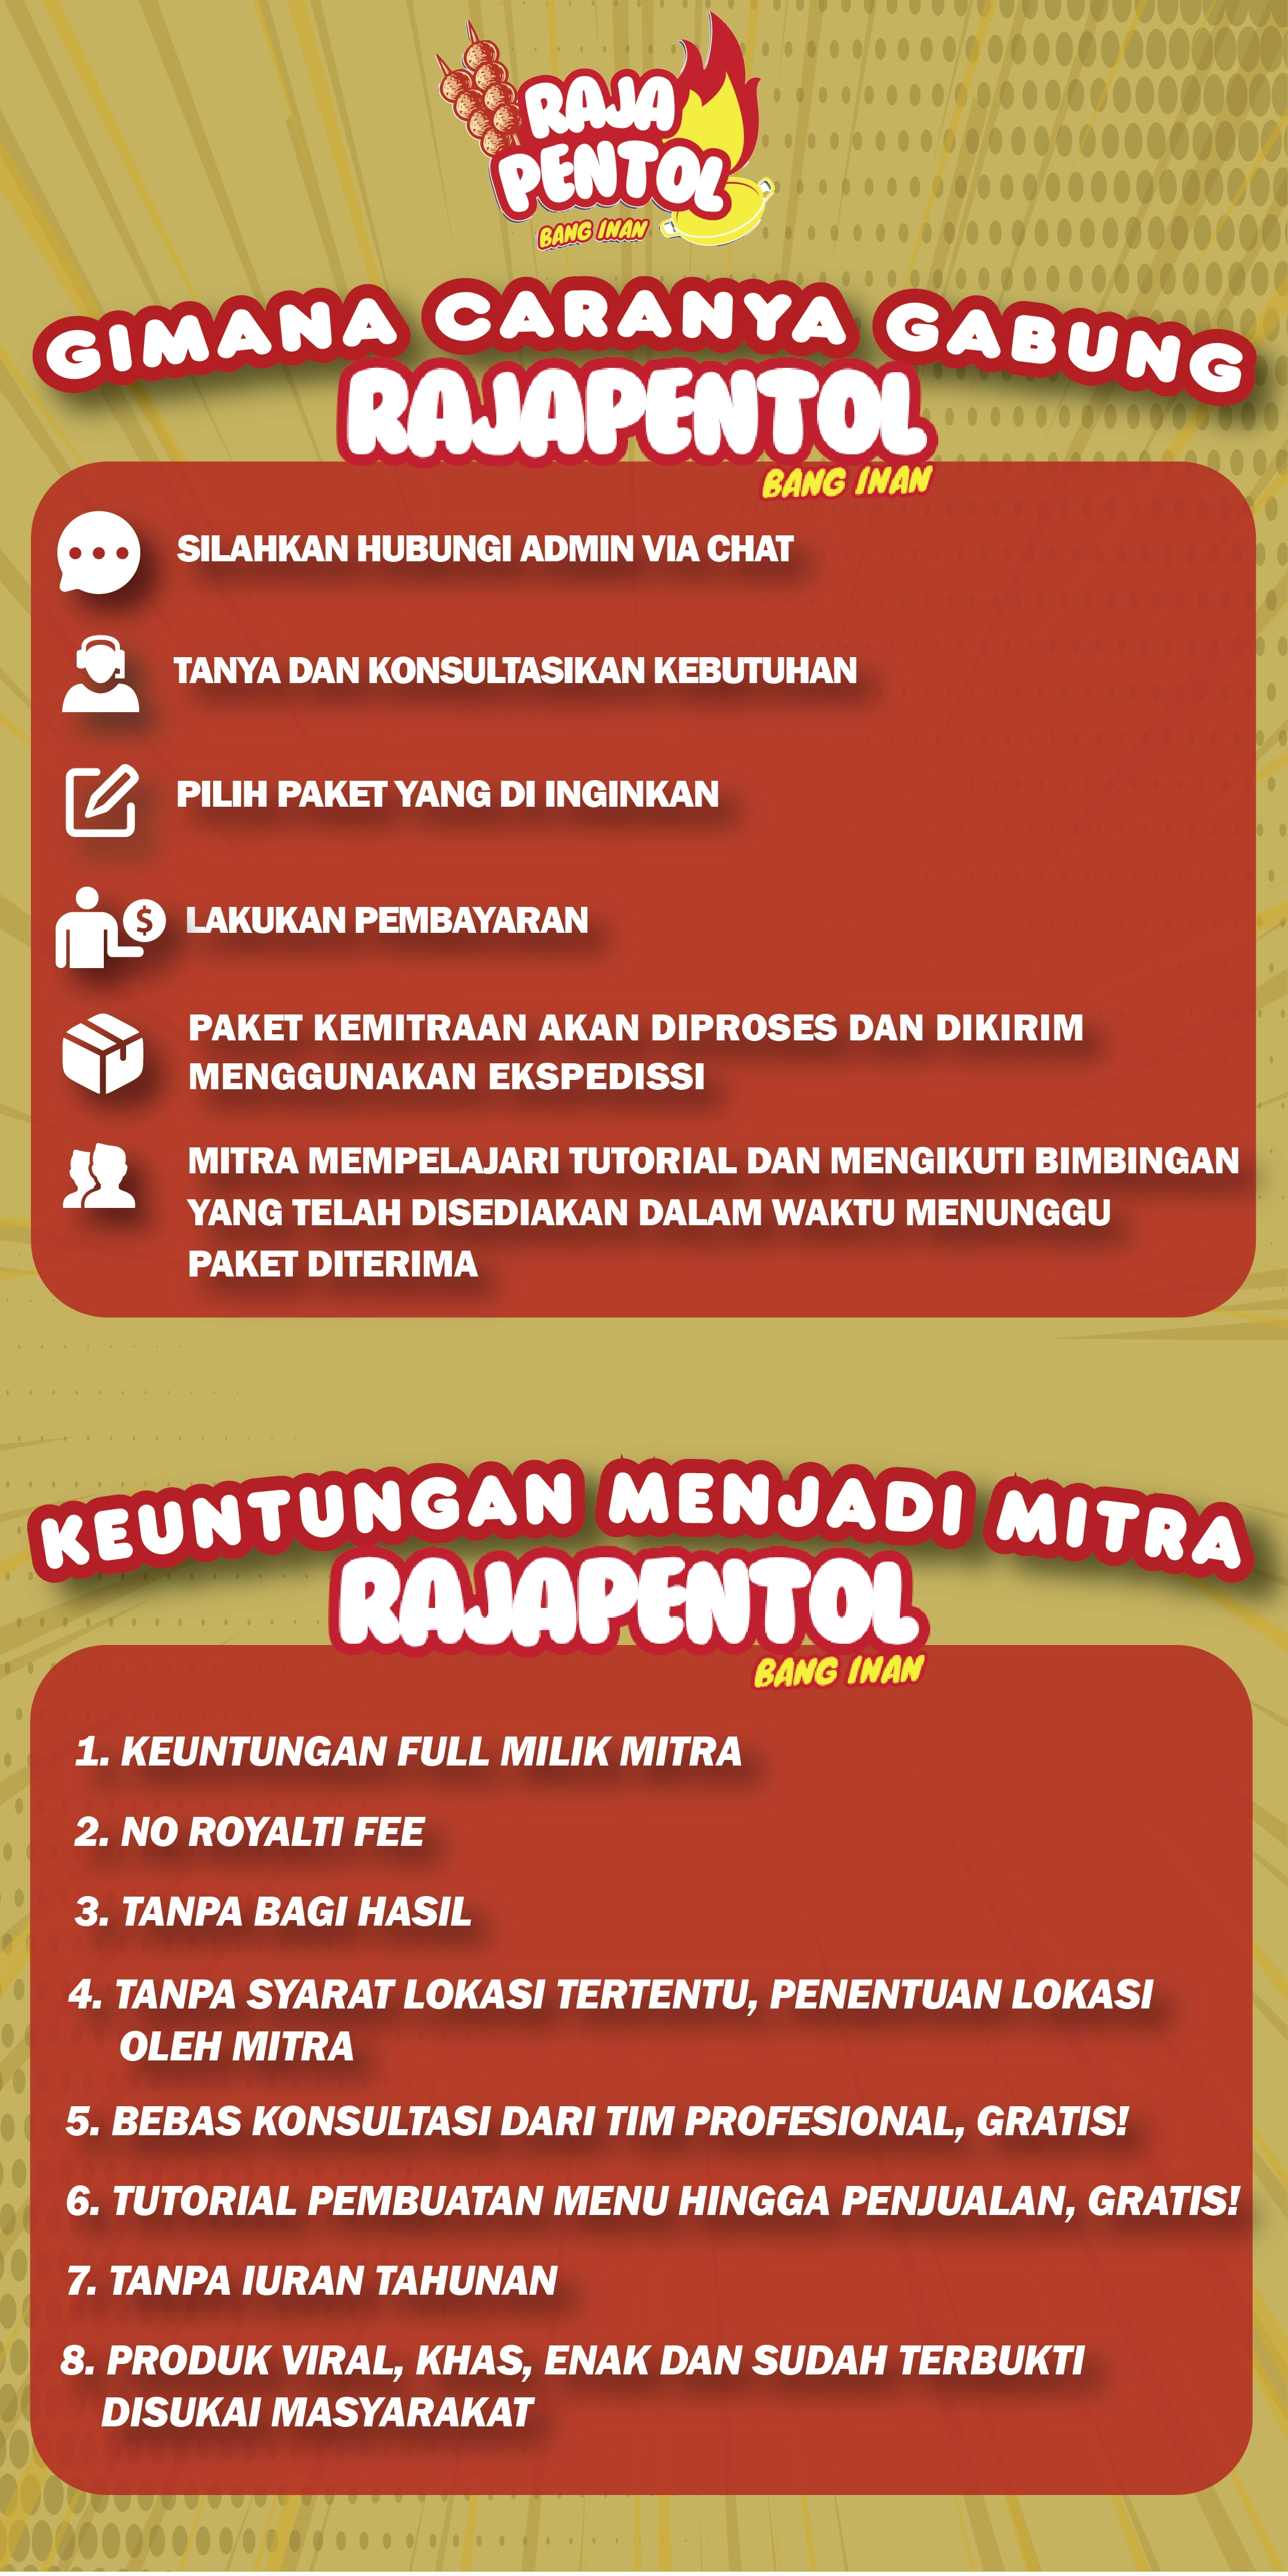 RAJA
PENTOL
BANG INAN
GIMANA CARANYA GABUNG
RAJAPENTOL
BANG INAN
SILAHKAN HUBUNGI ADMIN VIA CHAT
TANYA DAN KONSULTASIKAN KEBUTUHAN
PILIH PAKET YANG DI INGINKAN
$
LAKUKAN PEMBAYARAN
PAKET KEMITRAAN AKAN DIPROSES DAN DIKIRIM
MENGGUNAKAN EKSPEDISSI
MITRA MEMPELAJARI TUTORIAL DAN MENGIKUTI BIMBINGAN
YANG TELAH DISEDIAKAN DALAM WAKTU MENUNGGU
PAKET DITERIMA
KEUNTUNGAN MENJADI MITRA
RAJAPENTOL
BANG INAN
1. KEUNTUNGAN FULL MILIK MITRA
2. NO ROYALTI FEE
3. TANPA BAGI HASIL
4. TANPA SYARAT LOKASI TERTENTU, PENENTUAN LOKASI
OLEH MITRA
5. BEBAS KONSULTASI DARI TIM PROFESIONAL, GRATIS!
6. TUTORIAL PEMBUATAN MENU HINGGA PENJUALAN, GRATIS!
7. TANPA IURAN TAHUNAN
8. PRODUK VIRAL, KHAS, ENAK DAN SUDAH TERBUKTI
DISUKAI MASYARAKAT